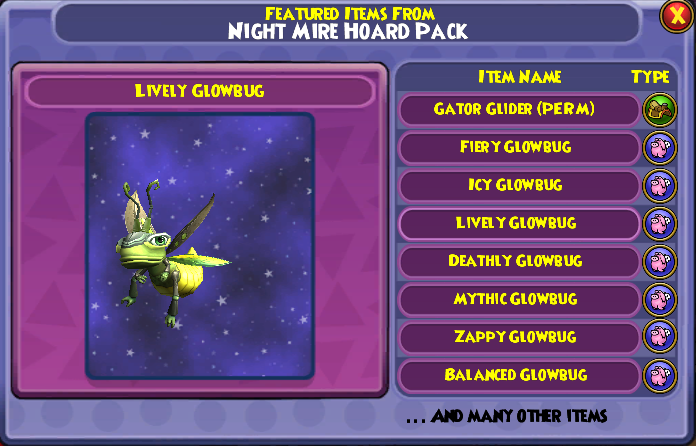 Featured Items From
Night Mire Hoard Pack
X
Lively Glowbug
Item Name Type
Gator Glider (PERM)
Fiery Glowbug
Icy Glowbug
Lively Glowbug
Deathly Glowbug
Mythic Glowbug
Zappy Glowbug
Balanced Glowbug
... and many other items